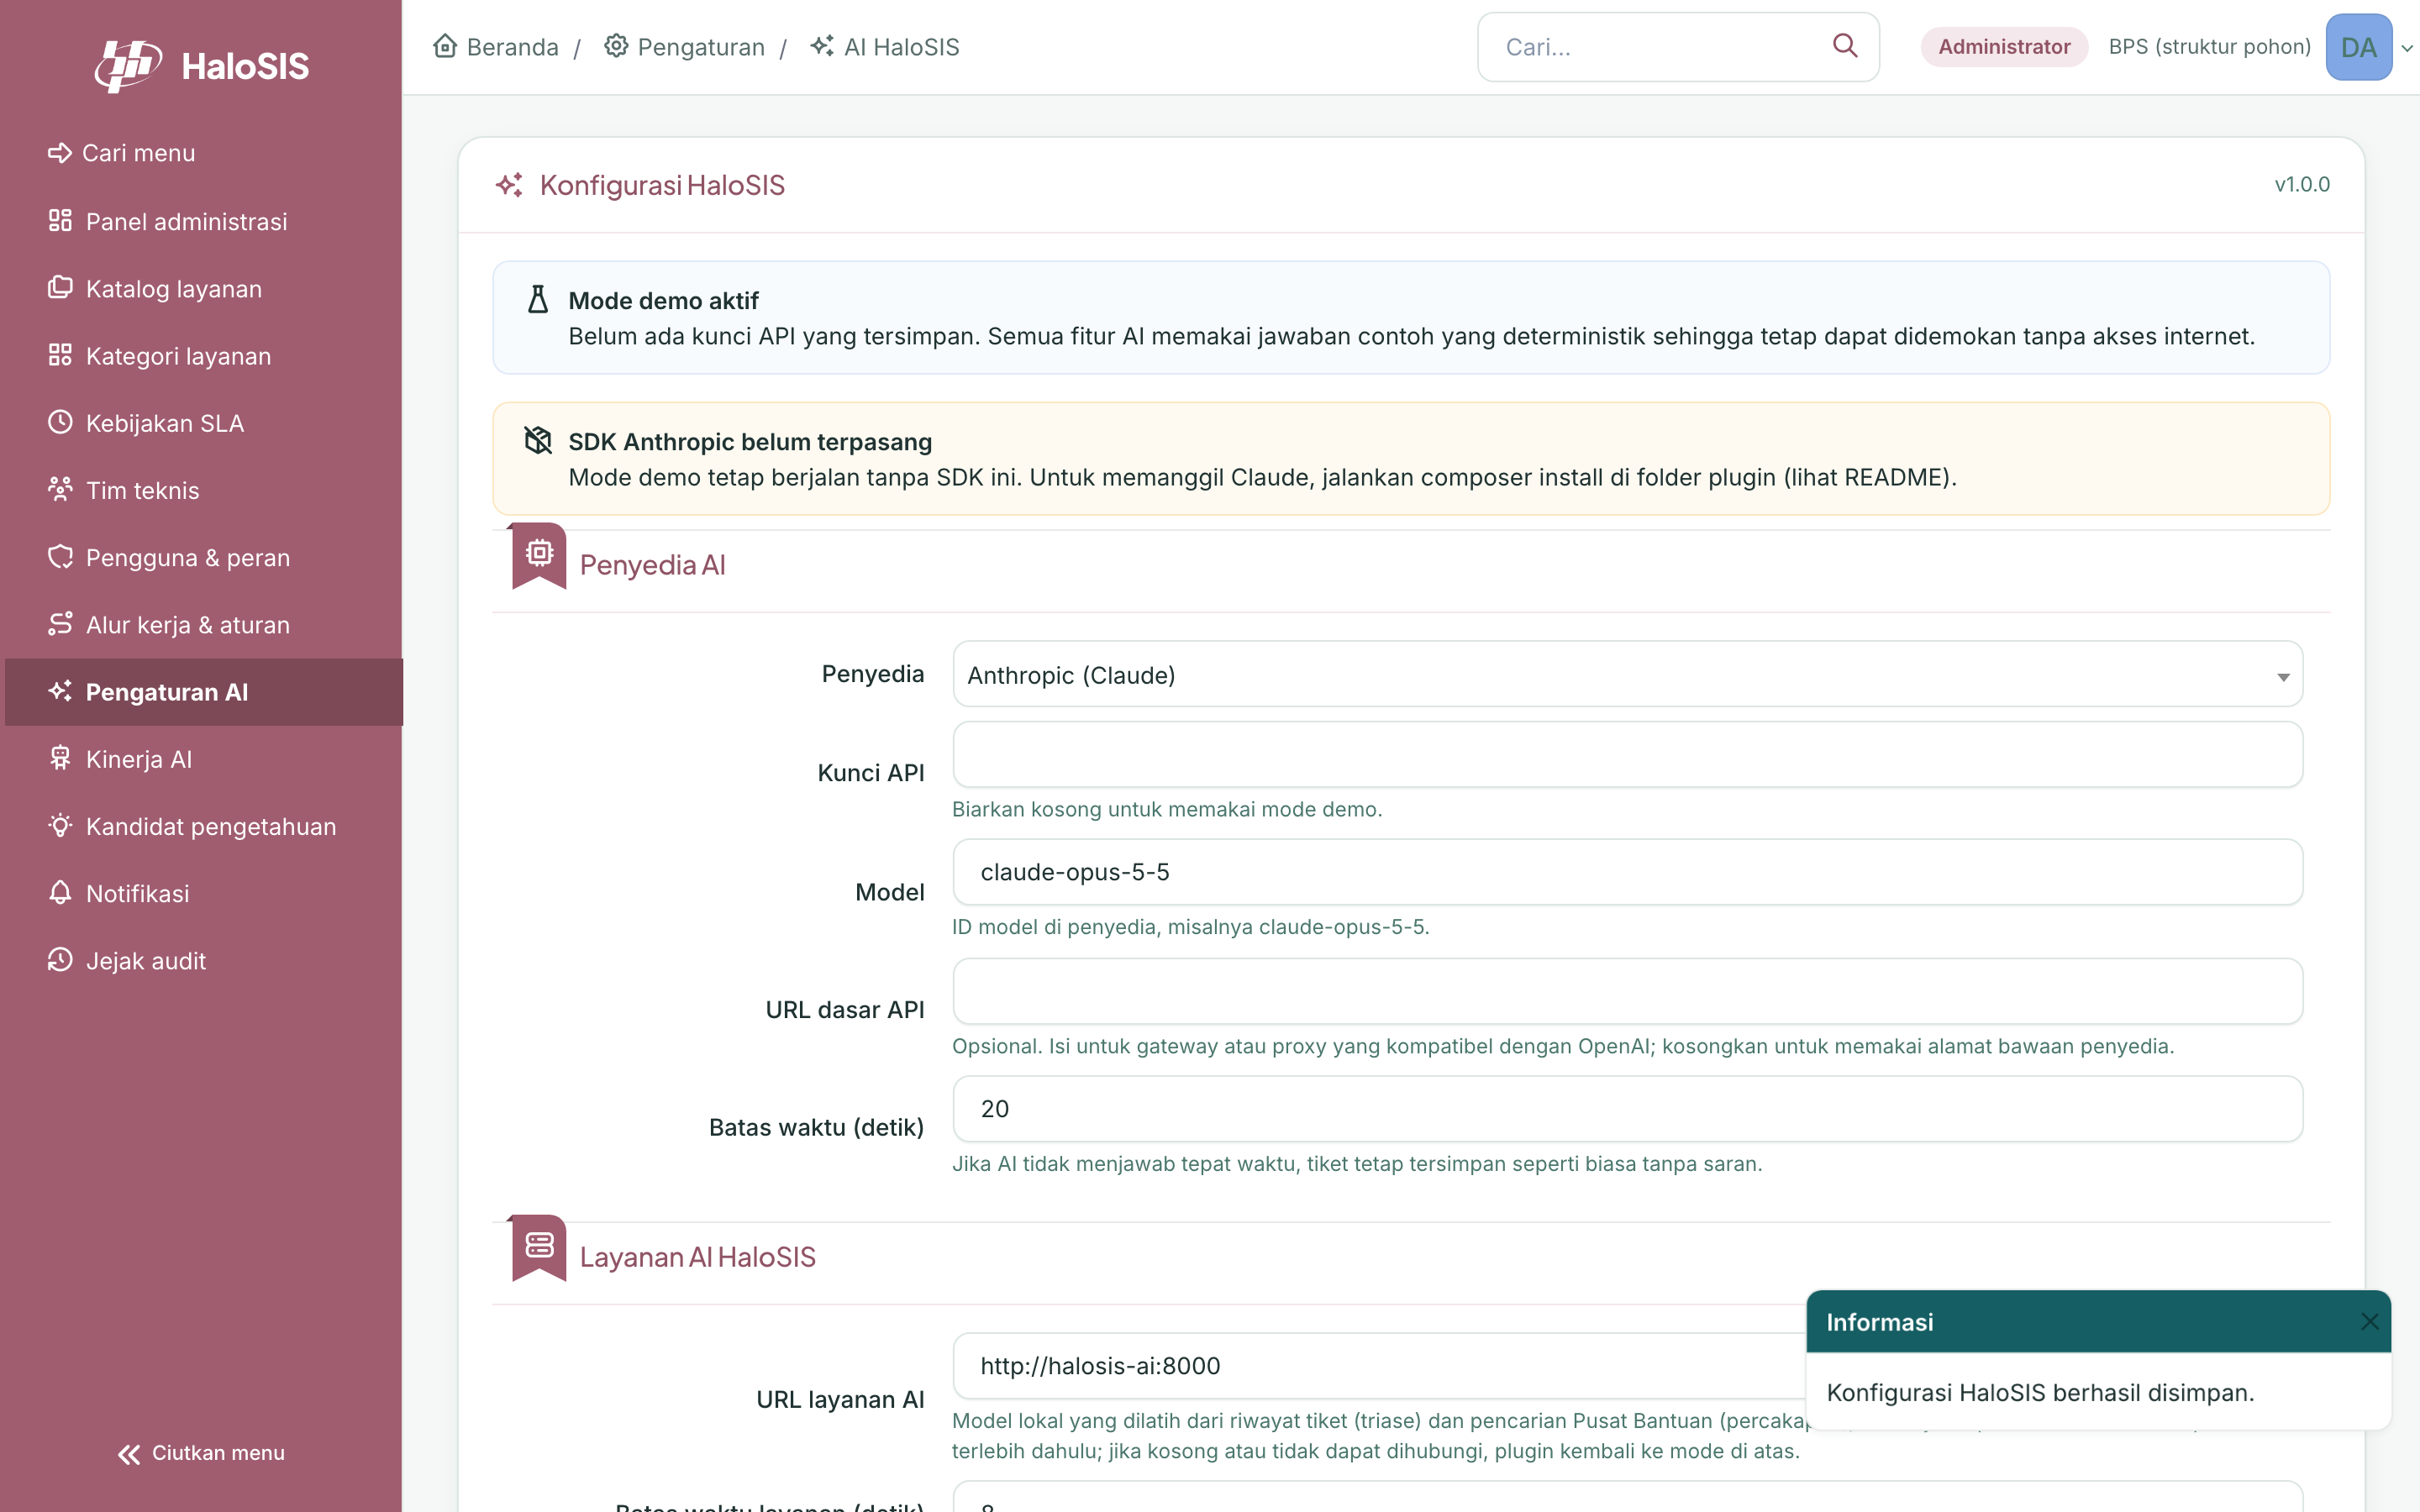 HaloSIS
Cari menu
Panel administrasi
Katalog layanan
Kategori layanan
Kebijakan SLA
Tim teknis
Pengguna & peran
Alur kerja & aturan
Pengaturan AI
Kinerja AI
Kandidat pengetahuan
Notifikasi
Jejak audit
Ciutkan menu
Beranda / Pengaturan / AI HaloSIS
Cari...
Administrator
BPS (struktur pohon)
DA
Konfigurasi HaloSIS
v1.0.0
Mode demo aktif
Belum ada kunci API yang tersimpan. Semua fitur AI memakai jawaban contoh yang deterministik sehingga tetap dapat didemokan tanpa akses internet.
SDK Anthropic belum terpasang
Mode demo tetap berjalan tanpa SDK ini. Untuk memanggil Claude, jalankan composer install di folder plugin (lihat README).
Penyedia AI
Penyedia
Anthropic (Claude)
Kunci API
Biarkan kosong untuk memakai mode demo.
Model
claude-opus-5-5
ID model di penyedia, misalnya claude-opus-5-5.
URL dasar API
Opsional. Isi untuk gateway atau proxy yang kompatibel dengan OpenAI; kosongkan untuk memakai alamat bawaan penyedia.
Batas waktu (detik)
20
Jika AI tidak menjawab tepat waktu, tiket tetap tersimpan seperti biasa tanpa saran.
Layanan AI HaloSIS
URL layanan AI
http://halosis-ai:8000
Model lokal yang dilatih dari riwayat tiket (triase) dan pencarian Pusat Bantuan
terlebih dahulu; jika kosong atau tidak dapat dihubungi, plugin kembali ke mode di atas.
Batas waktu layanan (detik)
8
Informasi
Konfigurasi HaloSIS berhasil disimpan.